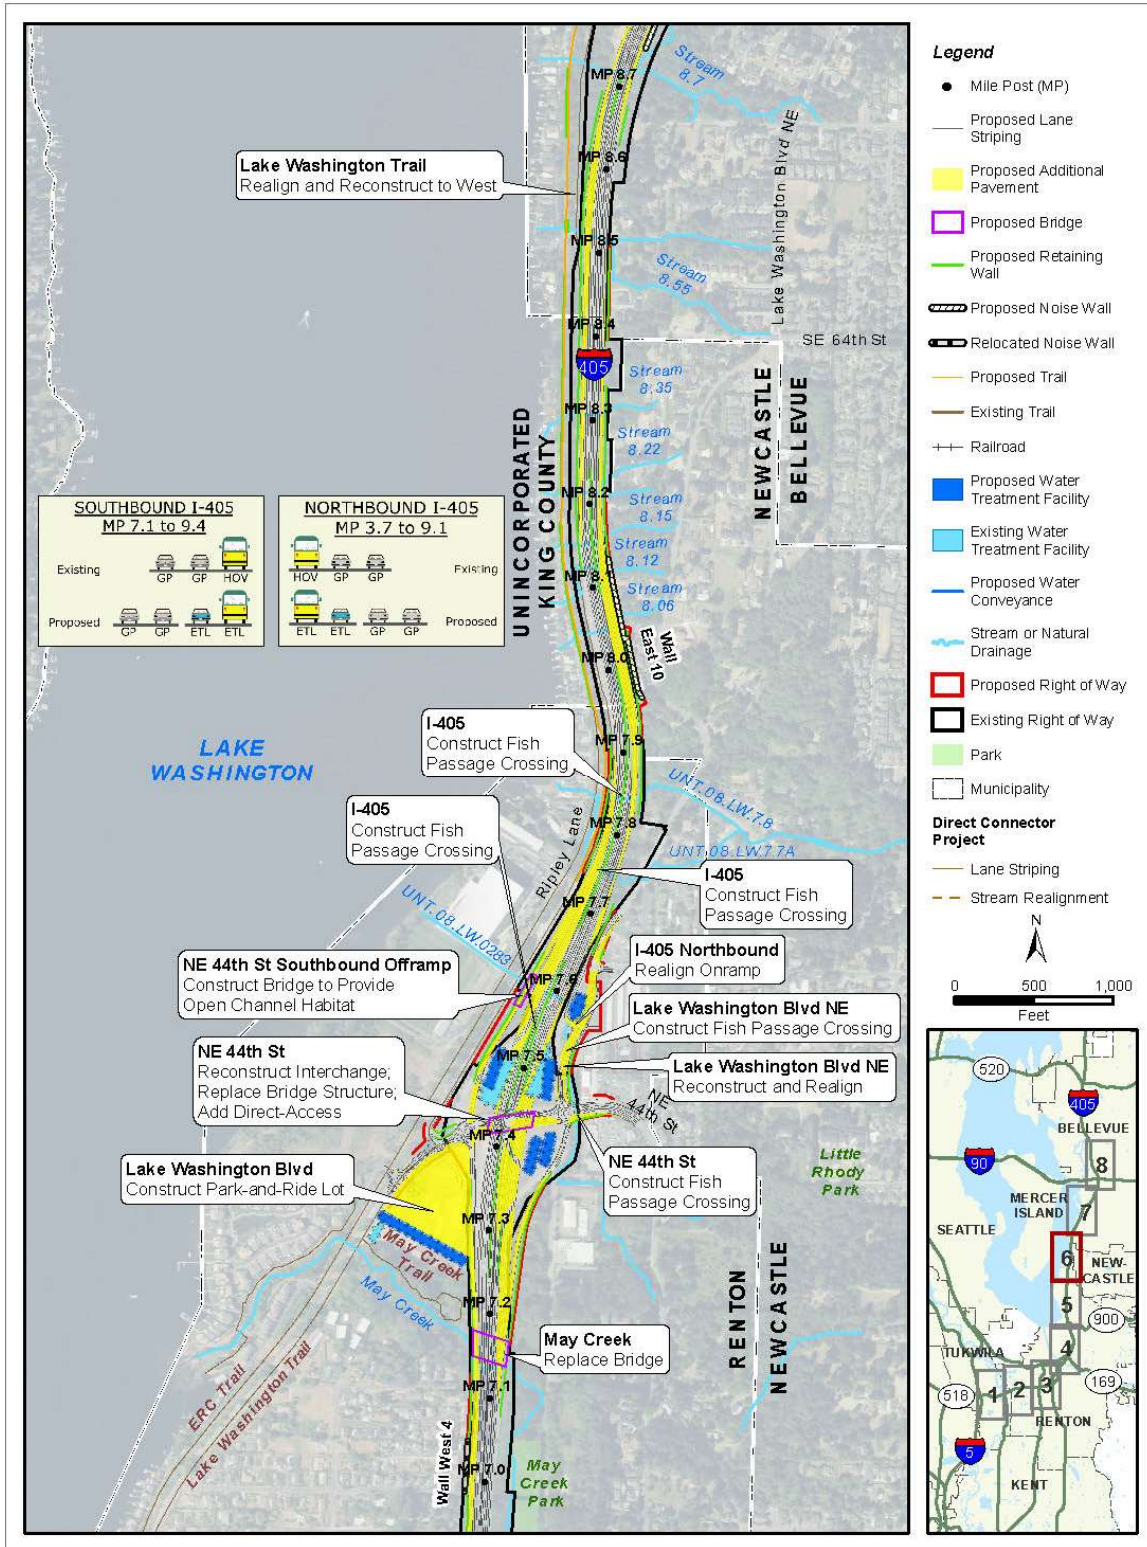 MP 8.7
Stream
8.7
MP 8.6
Lake Washington Trail
Realign and Reconstruct to West
Lake Washington Blvd NE
MP 8.5
Stream
8.55
MP 8.4
SE 64th St
405
Stream
8.35
MP 8.3
Stream
8.22
NEWCASTLE
BELLEVUE
UNINCORPORATED
KING COUNTY
MP 8.2
Stream
8.15
Stream
8.12
MP 8.1
Stream
8.06
SOUTHBOUND I-405
MP 7.1 to 9.4
Existing
GP GP HOV
Proposed
GP GP ETL ETL
NORTHBOUND I-405
MP 3.7 to 9.1
HOV GP GP
Existing
ETL ETL GP GP
Proposed
Wall
East 10
MP 8.0
LAKE
WASHINGTON
I-405
Construct Fish
Passage Crossing
MP 7.9
UNT.08.LW.7.8
I-405
Construct Fish
Passage Crossing
MP 7.8
UNT.08.LW.7.7A
Ripley Lane
I-405
Construct Fish
Passage Crossing
MP 7.7
UNT.08.LW.0283
I-405 Northbound
Realign Onramp
NE 44th St Southbound Offramp
Construct Bridge to Provide
Open Channel Habitat
MP 7.6
Lake Washington Blvd NE
Construct Fish Passage Crossing
NE 44th St
Reconstruct Interchange;
Replace Bridge Structure;
Add Direct-Access
MP 7.5
Lake Washington Blvd NE
Reconstruct and Realign
NE
44th St
MP 7.4
Lake Washington Blvd
Construct Park-and-Ride Lot
NE 44th St
Construct Fish
Passage Crossing
Little
Rhody
Park
MP 7.3
May Creek
Trail
May Creek
MP 7.2
RENTON
NEWCASTLE
May Creek
Replace Bridge
ERC Trail
Lake Washington Trail
MP 7.1
Wall West 4
MP 7.0
May
Creek
Park
Legend
Mile Post (MP)
Proposed Lane
Striping
Proposed Additional
Pavement
Proposed Bridge
Proposed Retaining
Wall
Proposed Noise Wall
Relocated Noise Wall
Proposed Trail
Existing Trail
Railroad
Proposed Water
Treatment Facility
Existing Water
Treatment Facility
Proposed Water
Conveyance
Stream or Natural
Drainage
Proposed Right of Way
Existing Right of Way
Park
Municipality
Direct Connector
Project
Lane Striping
Stream Realignment
N
0 500 1,000
Feet
520
405
BELLEVUE
90
8
MERCER
ISLAND
7
SEATTLE
6
NEW-
CASTLE
5
900
4
TUKWILA
518
1
2
3
169
RENTON
5
KENT